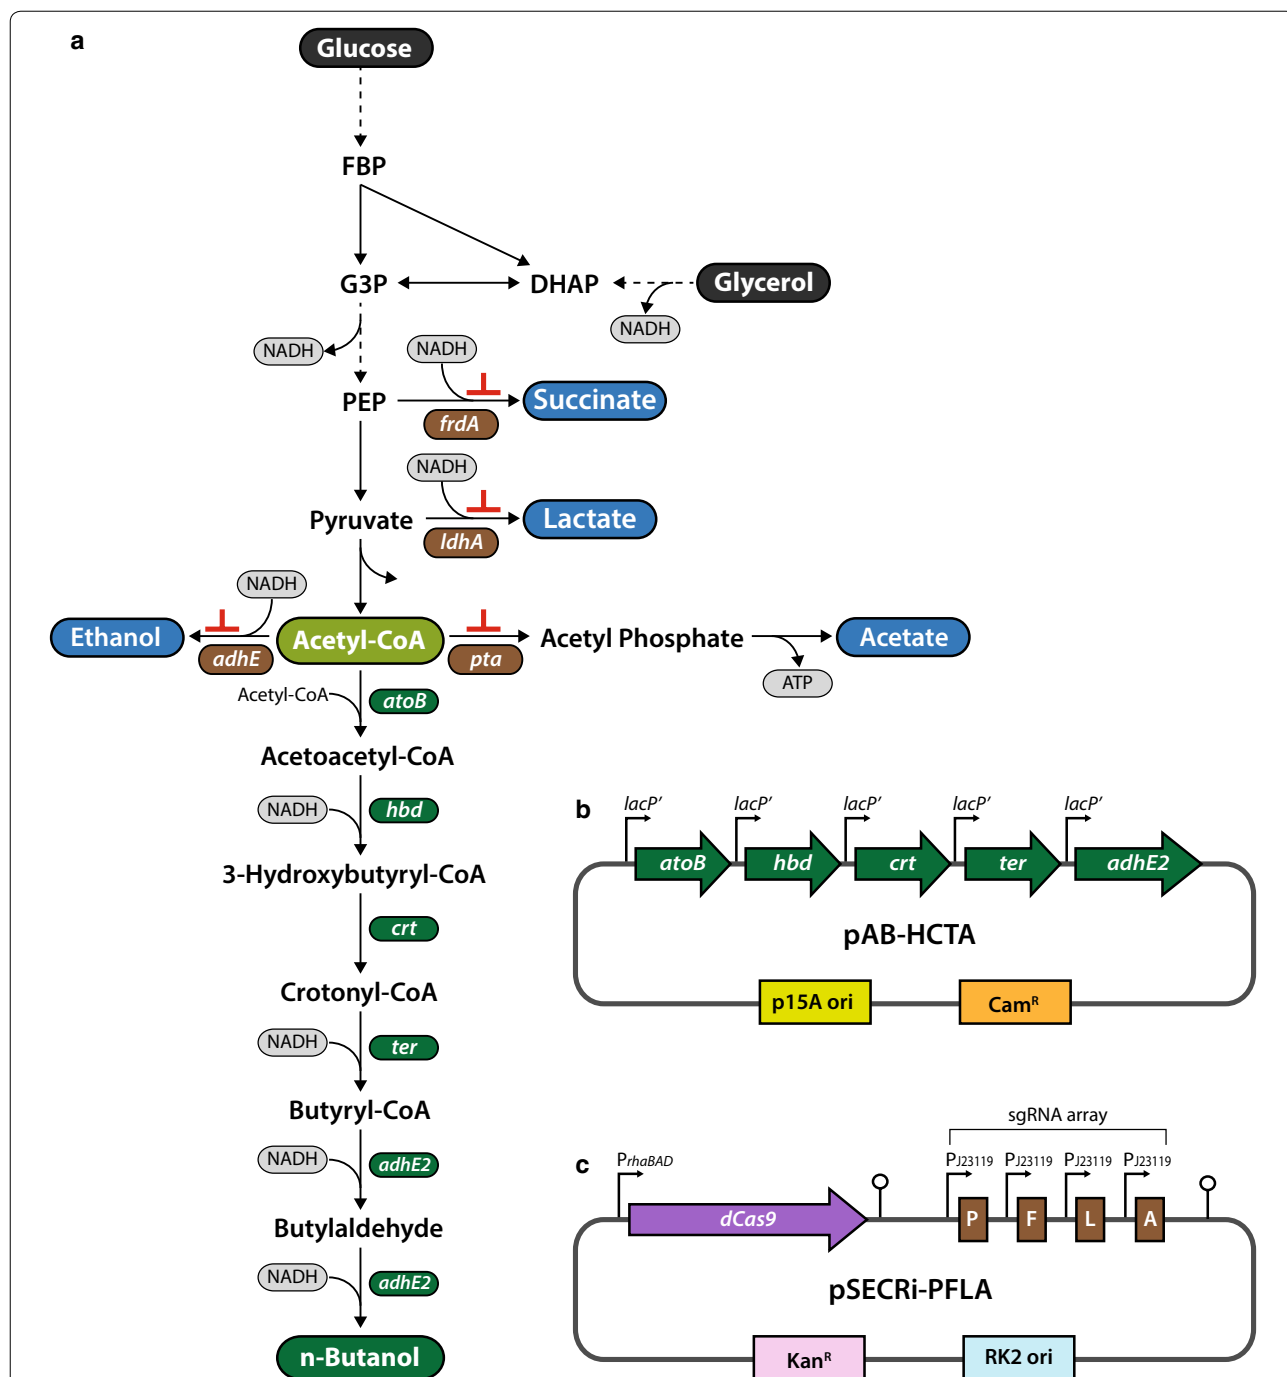 a
Glucose
FBP
G3P
DHAP
Glycerol
NADH
NADH
NADH
PEP
Succinate
frdA
NADH
Pyruvate
Lactate
ldhA
NADH
Ethanol
adhE
Acetyl-CoA
pta
Acetyl Phosphate
Acetate
ATP
Acetyl-CoA
atoB
Acetoacetyl-CoA
NADH
hbd
3-Hydroxybutyryl-CoA
crt
Crotonyl-CoA
NADH
ter
Butyryl-CoA
NADH
adhE2
Butylaldehyde
NADH
adhE2
n-Butanol
b
lacP' lacP' lacP' lacP' lacP'
atoB hbd crt ter adhE2
pAB-HCTA
p15A ori
CamR
c
sgRNA array
PrhaBAD
PJ23119 PJ23119 PJ23119 PJ23119
dCas9
P F L A
pSECRi-PFLA
KanR
RK2 ori